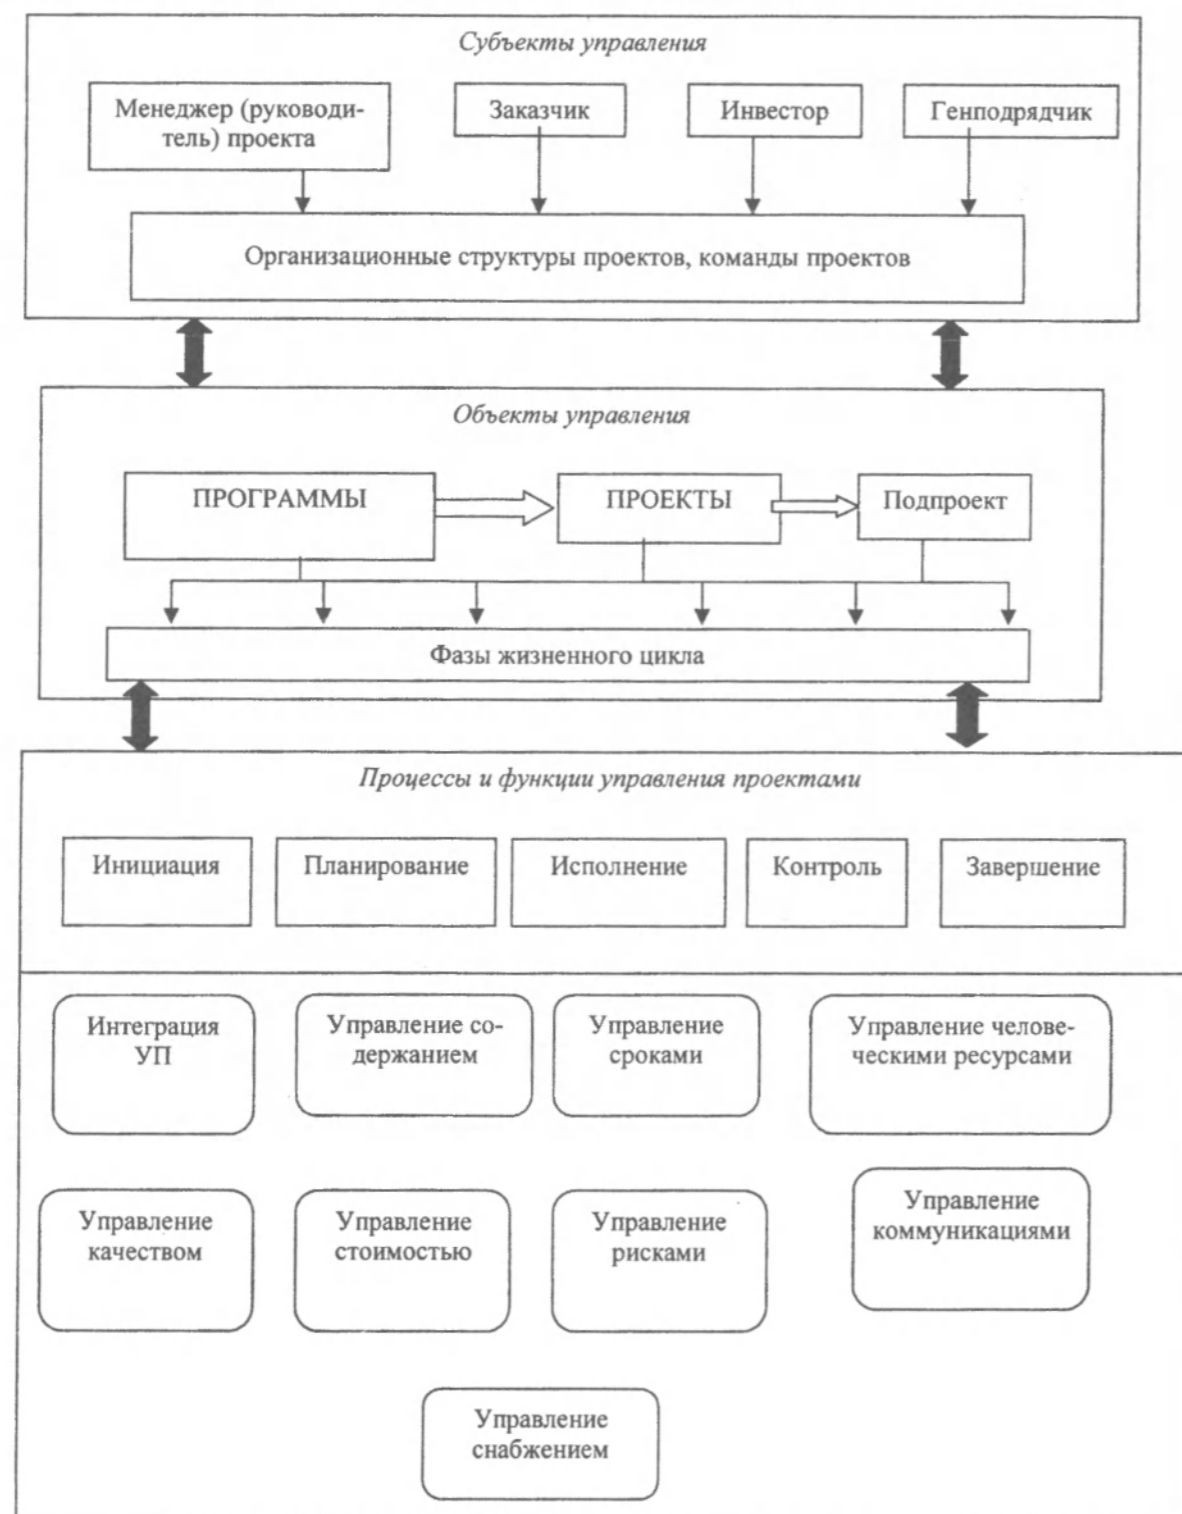 Субъекты управления
Менеджер (руководи-
тель) проекта
Заказчик
Инвестор
Генподрядчик
Организационные структуры проектов, команды проектов
Объекты управления
ПРОГРАММЫ
ПРОЕКТЫ
Подпроект
Фазы жизненного цикла
Процессы и функции управления проектами
Инициация
Планирование
Исполнение
Контроль
Завершение
Интеграция
УП
Управление со-
держанием
Управление
сроками
Управление челове-
ческими ресурсами
Управление
качеством
Управление
стоимостью
Управление
рисками
Управление
коммуникациями
Управление
снабжением